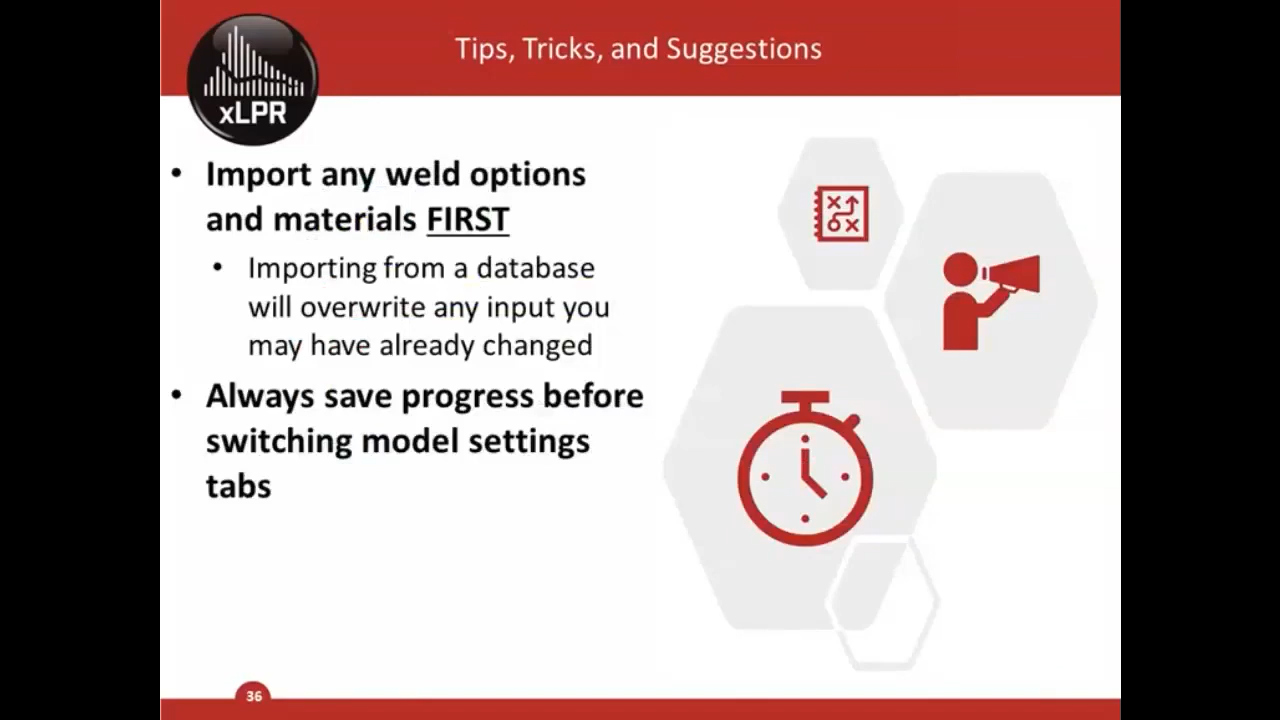 Tips, Tricks, and Suggestions
xLPR
• Import any weld options
and materials FIRST
• Importing from a database
will overwrite any input you
may have already changed
• Always save progress before
switching model settings
tabs
36